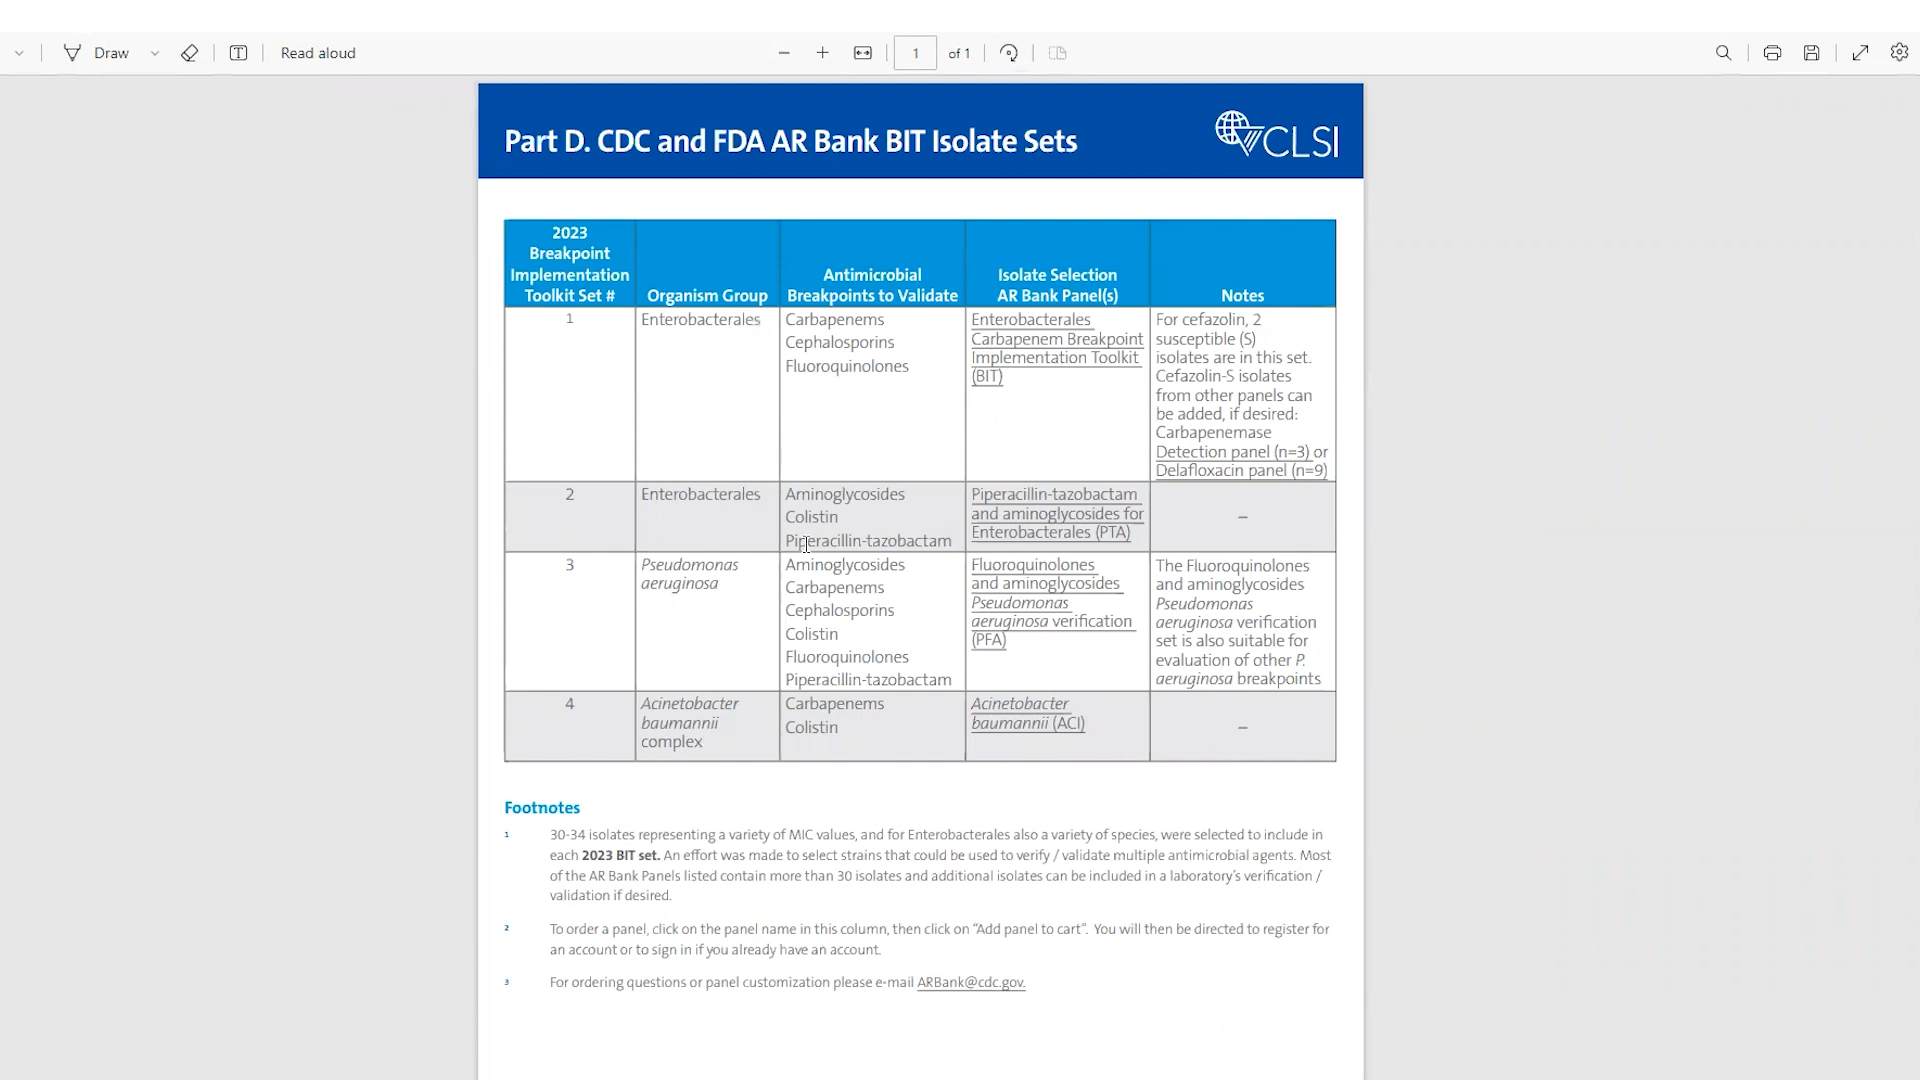 Draw
Read aloud
1
of 1
Part D. CDC and FDA AR Bank BIT Isolate Sets
CLSI
2023
Breakpoint
Implementation
Toolkit Set #
Organism Group
Antimicrobial
Breakpoints to Validate
Isolate Selection
AR Bank Panel(s)
Notes
1
Enterobacterales
Carbapenems
Cephalosporins
Fluoroquinolones
Enterobacterales
Carbapenem Breakpoint
Implementation Toolkit
(BIT)
For cefazolin, 2
susceptible (S)
isolates are in this set.
Cefazolin-S isolates
from other panels can
be added, if desired:
Carbapenemase
Detection panel (n=3) or
Delafloxacin panel (n=9)
2
Enterobacterales
Aminoglycosides
Colistin
Piperacillin-tazobactam
Piperacillin-tazobactam
and aminoglycosides for
Enterobacterales (PTA)
–
3
Pseudomonas
aeruginosa
Aminoglycosides
Carbapenems
Cephalosporins
Colistin
Fluoroquinolones
Piperacillin-tazobactam
Fluoroquinolones
and aminoglycosides
Pseudomonas
aeruginosa verification
(PFA)
The Fluoroquinolones
and aminoglycosides
Pseudomonas
aeruginosa verification
set is also suitable for
evaluation of other P.
aeruginosa breakpoints
4
Acinetobacter
baumannii
complex
Carbapenems
Colistin
Acinetobacter
baumannii (ACI)
–
Footnotes
1 30-34 isolates representing a variety of MIC values, and for Enterobacterales also a variety of species, were selected to include in
each 2023 BIT set. An effort was made to select strains that could be used to verify / validate multiple antimicrobial agents. Most
of the AR Bank Panels listed contain more than 30 isolates and additional isolates can be included in a laboratory's verification /
validation if desired.
2 To order a panel, click on the panel name in this column, then click on “Add panel to cart”. You will then be directed to register for
an account or to sign in if you already have an account.
3 For ordering questions or panel customization please e-mail ARBank@cdc.gov.